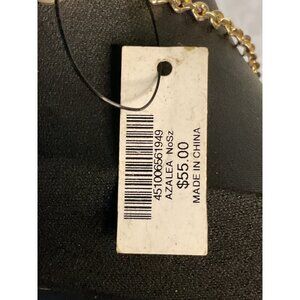 451006561949
AZALEA NoSz
$55.00
MADE IN CHINA